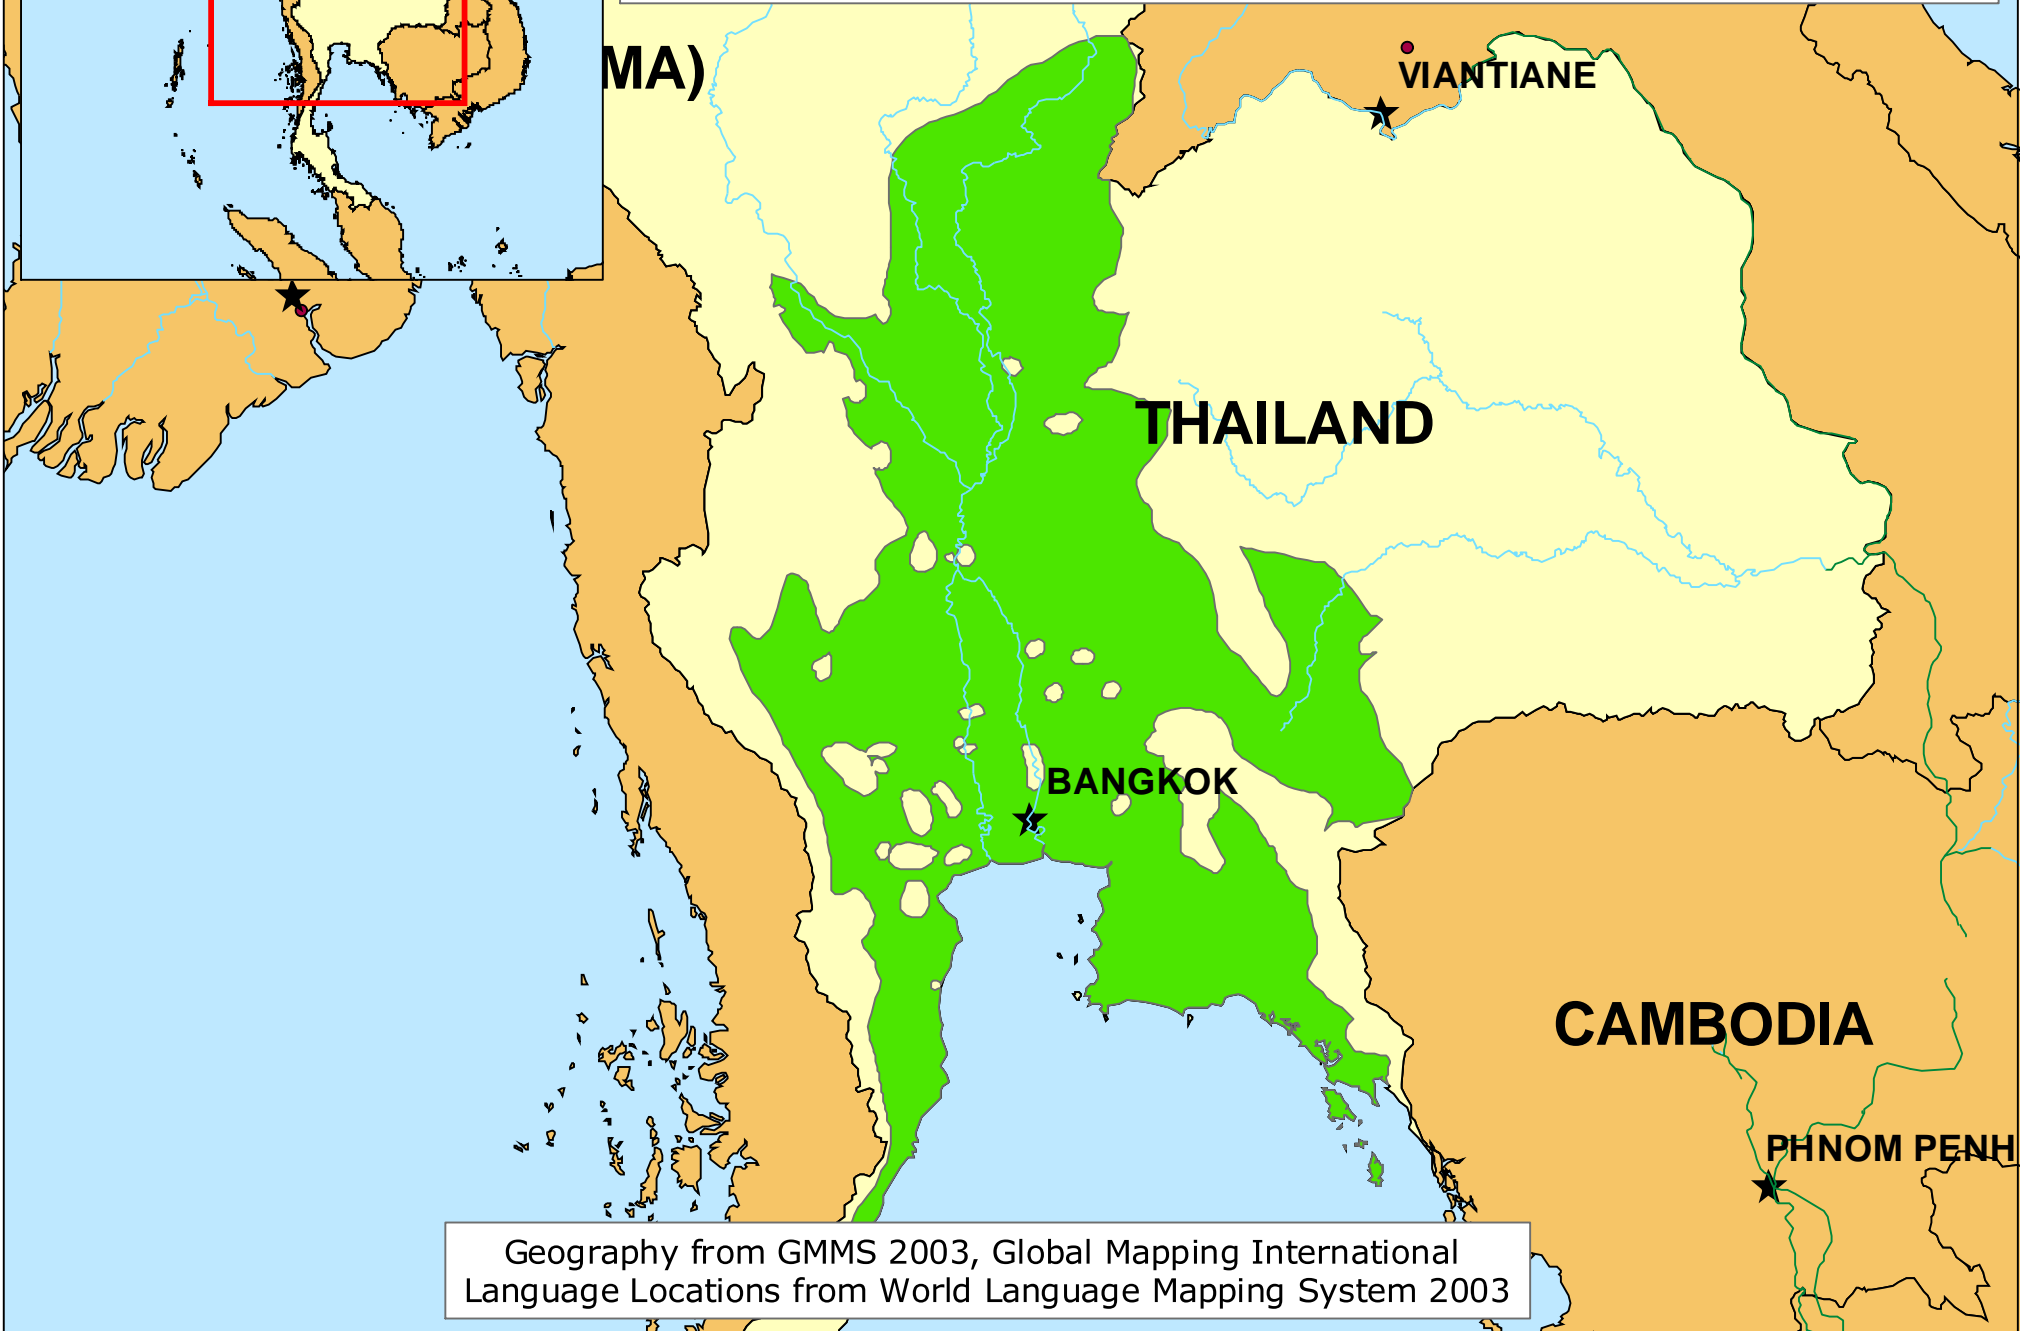 MA)
VIANTIANE
THAILAND
BANGKOK
CAMBODIA
PHNOM PENH
Geography from GMMS 2003, Global Mapping International
Language Locations from World Language Mapping System 2003